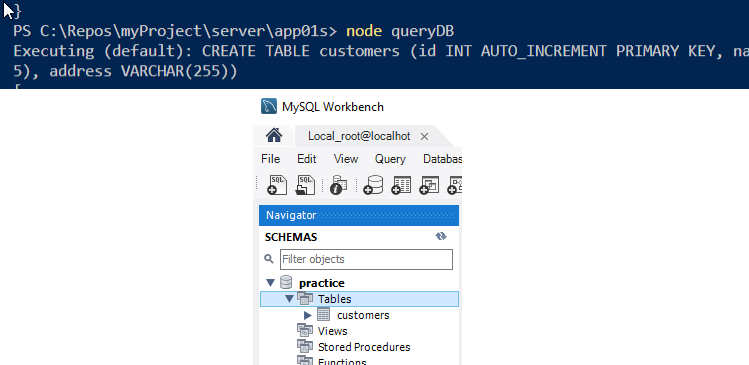 }
PS C:\Repos\myProject\server\app01s> node queryDB
Executing (default): CREATE TABLE customers (id INT AUTO_INCREMENT PRIMARY KEY, na
5), address VARCHAR(255))
[
MySQL Workbench
Local_root@localhot
File Edit View Query Databas
Navigator
SCHEMAS
Filter objects
practice
Tables
customers
Views
Stored Procedures
Functions